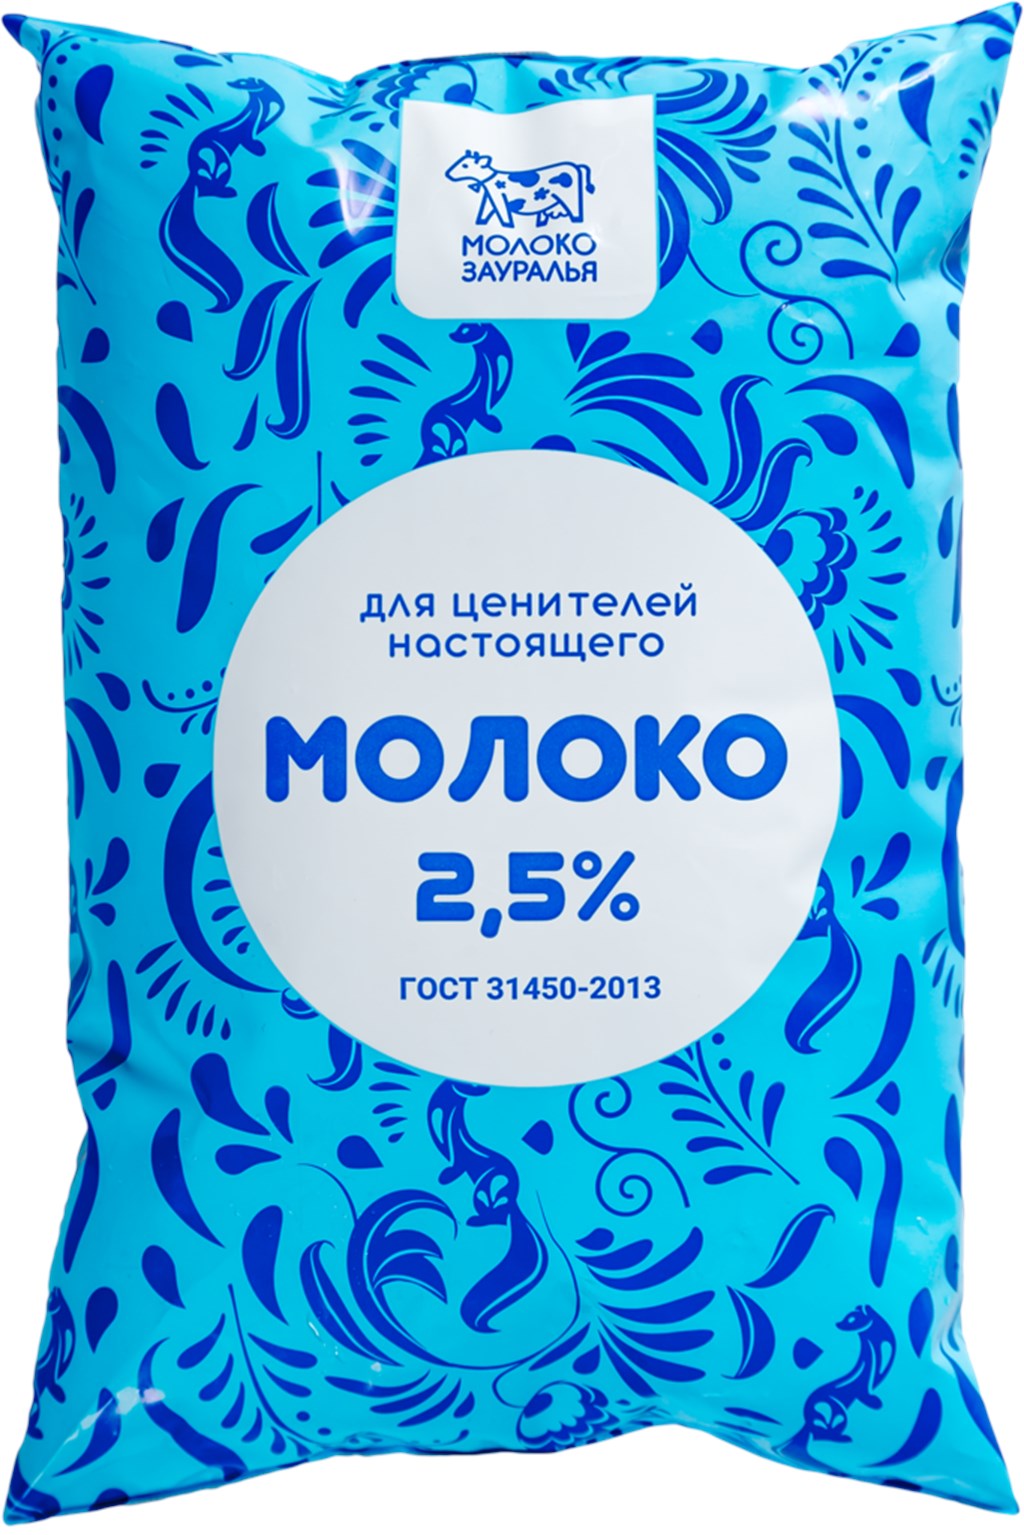 МОЛОКО
ЗАУРАЛЬЯ
для ценителей
настоящего
МОЛОКО
2,5%
ГОСТ 31450-2013